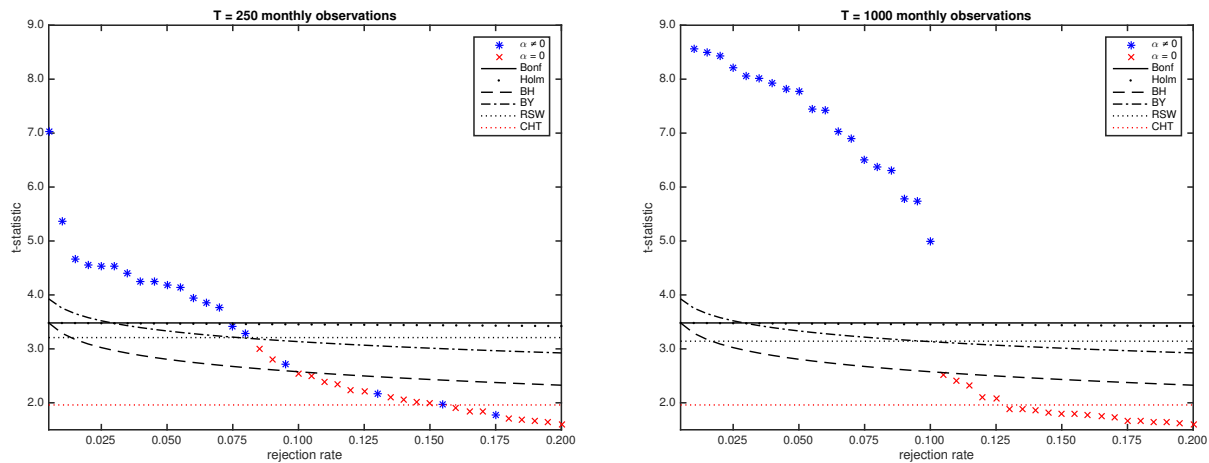 T = 250 monthly observations
9.0
8.0
7.0
6.0
5.0
4.0
3.0
2.0
t-statistic
α ≠ 0
α = 0
Bonf
Holm
BH
BY
RSW
CHT
0.025
0.050
0.075
0.100
0.125
0.150
0.175
0.200
rejection rate
T = 1000 monthly observations
9.0
8.0
7.0
6.0
5.0
4.0
3.0
2.0
t-statistic
α ≠ 0
α = 0
Bonf
Holm
BH
BY
RSW
CHT
0.025
0.050
0.075
0.100
0.125
0.150
0.175
0.200
rejection rate